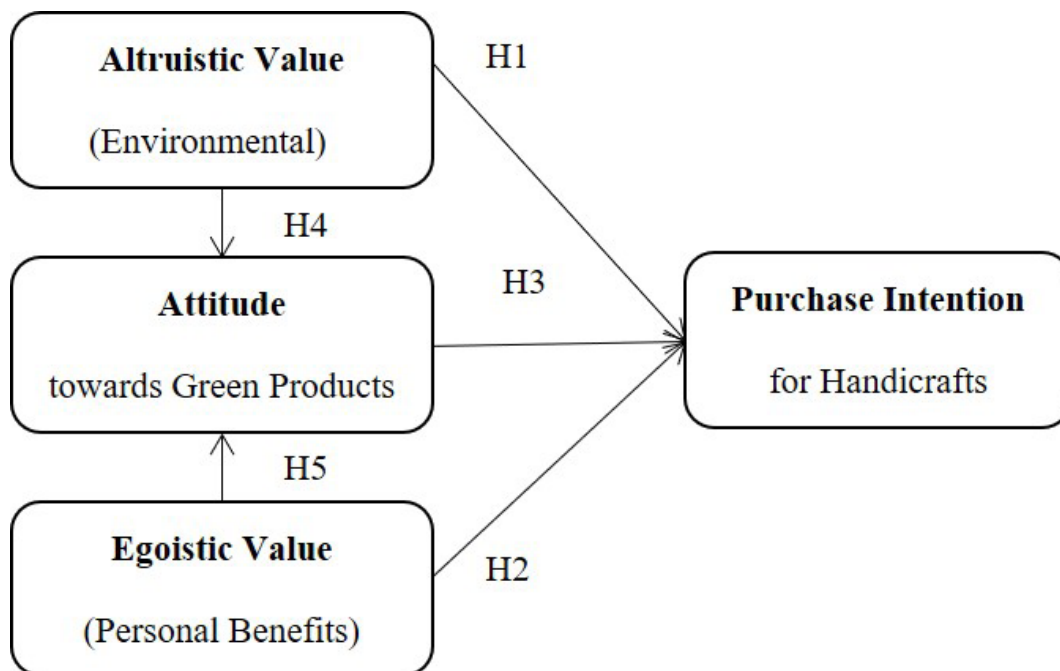 Altruistic Value
(Environmental)
H1
H4
Attitude
towards Green Products
H3
Purchase Intention
for Handicrafts
H5
Egoistic Value
(Personal Benefits)
H2